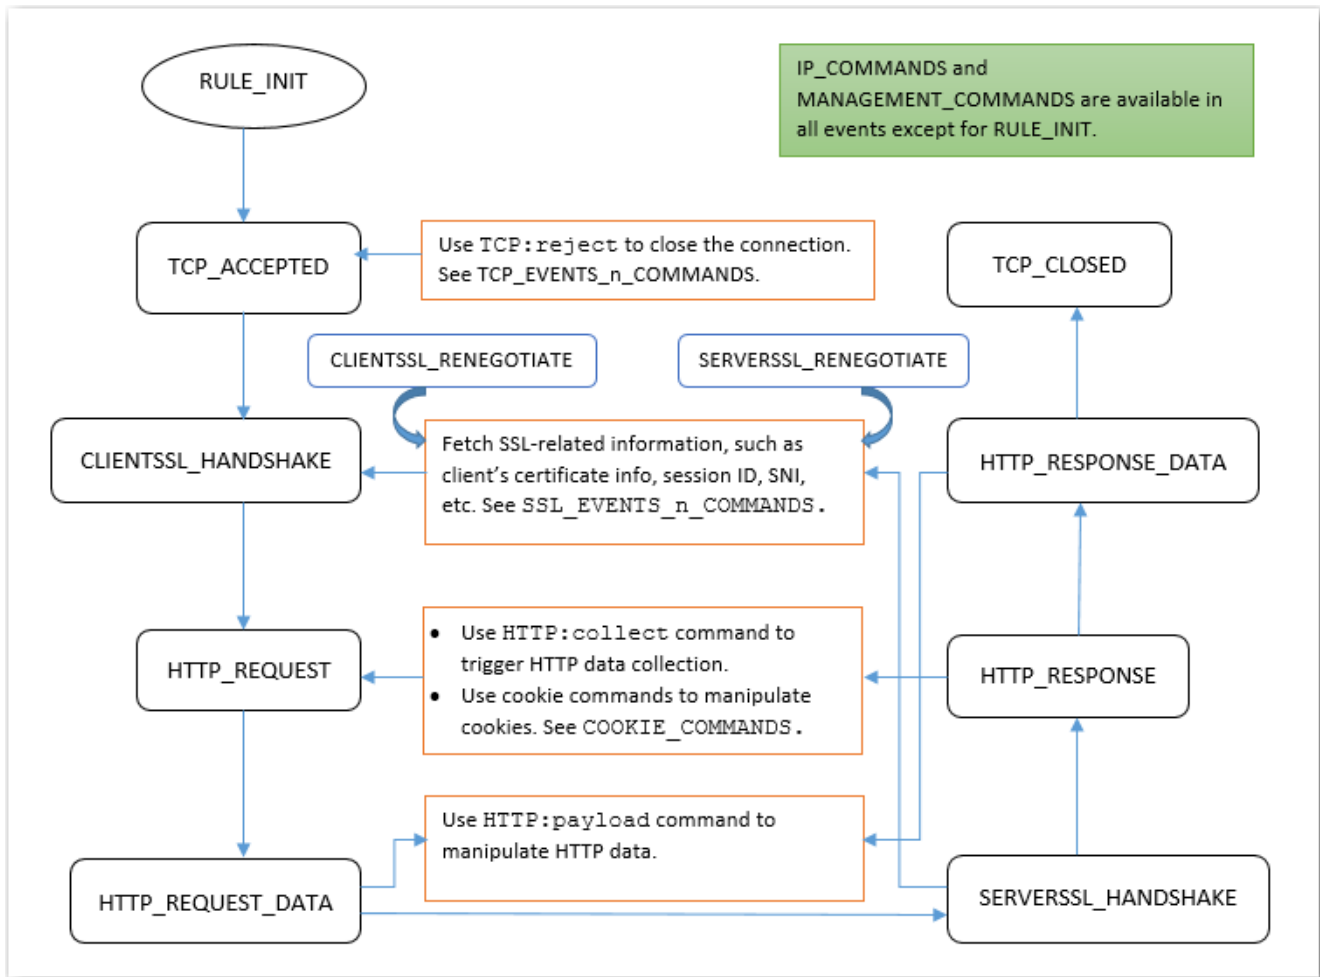 RULE_INIT
IP_COMMANDS and
MANAGEMENT_COMMANDS are available in
all events except for RULE_INIT.
TCP_ACCEPTED
Use TCP:reject to close the connection.
See TCP_EVENTS_n_COMMANDS.
TCP_CLOSED
CLIENTSSL_RENEGOTIATE
SERVERSSL_RENEGOTIATE
CLIENTSSL_HANDSHAKE
Fetch SSL-related information, such as
client’s certificate info, session ID, SNI,
etc. See SSL_EVENTS_n_COMMANDS.
HTTP_RESPONSE_DATA
HTTP_REQUEST
● Use HTTP:collect command to
trigger HTTP data collection.
● Use cookie commands to manipulate
cookies. See COOKIE_COMMANDS.
HTTP_RESPONSE
Use HTTP:payload command to
manipulate HTTP data.
HTTP_REQUEST_DATA
SERVERSSL_HANDSHAKE